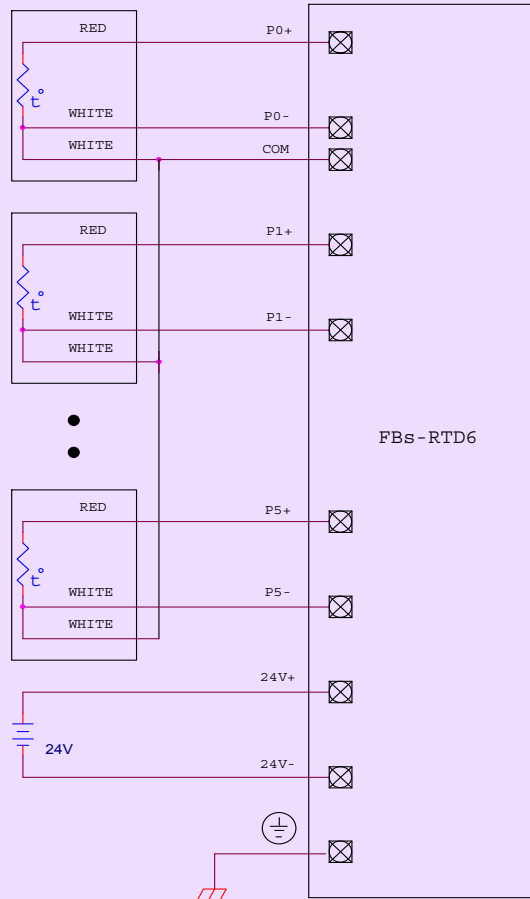 RED P0+
t°
WHITE P0-
WHITE COM
RED P1+
t°
WHITE P1-
WHITE
FBs-RTD6
RED P5+
t°
WHITE P5-
WHITE
24V+
24V
24V-